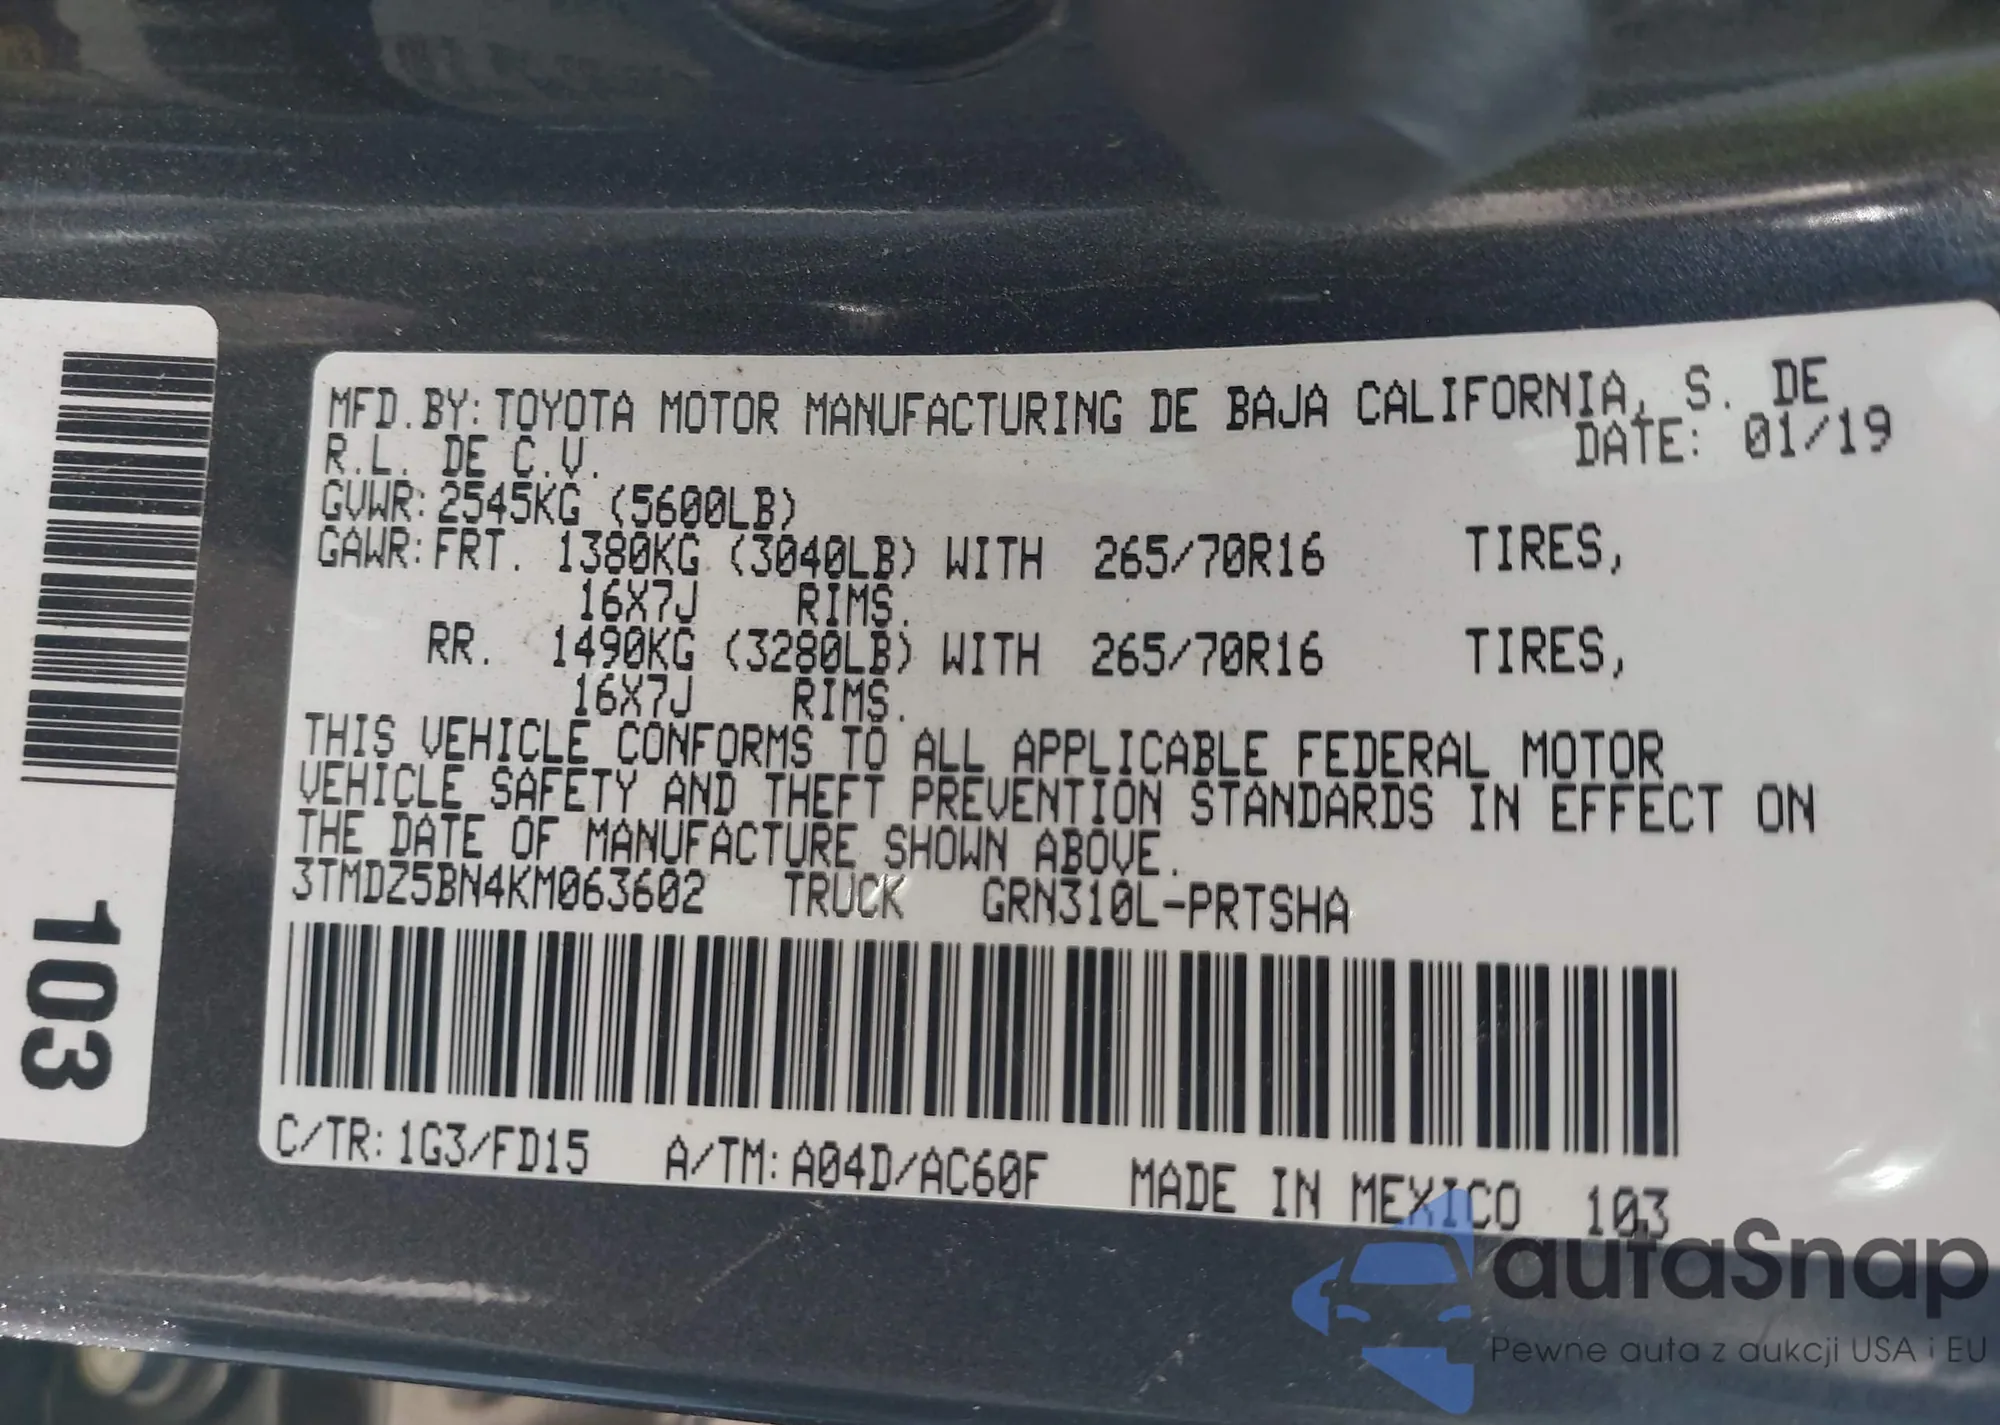 MFD.BY:TOYOTA MOTOR MANUFACTURING DE BAJA CALIFORNIA, S. DE
R.L. DE C.V.
DATE: 01/19
GVWR:2545KG (5600LB)
GAWR:FRT. 1380KG (3040LB) WITH 265/70R16 TIRES,
16X7J RIMS.
RR. 1490KG (3280LB) WITH 265/70R16 TIRES,
16X7J RIMS.
THIS VEHICLE CONFORMS TO ALL APPLICABLE FEDERAL MOTOR
VEHICLE SAFETY AND THEFT PREVENTION STANDARDS IN EFFECT ON
THE DATE OF MANUFACTURE SHOWN ABOVE.
3TMDZ5BN4KM063602 TRUCK GRN310L-PRTSHA
C/TR:1G3/FD15 A/TM:A04D/AC60F MADE IN MEXICO 103
103
autaSnap
Pewne auta z aukcji USA i EU